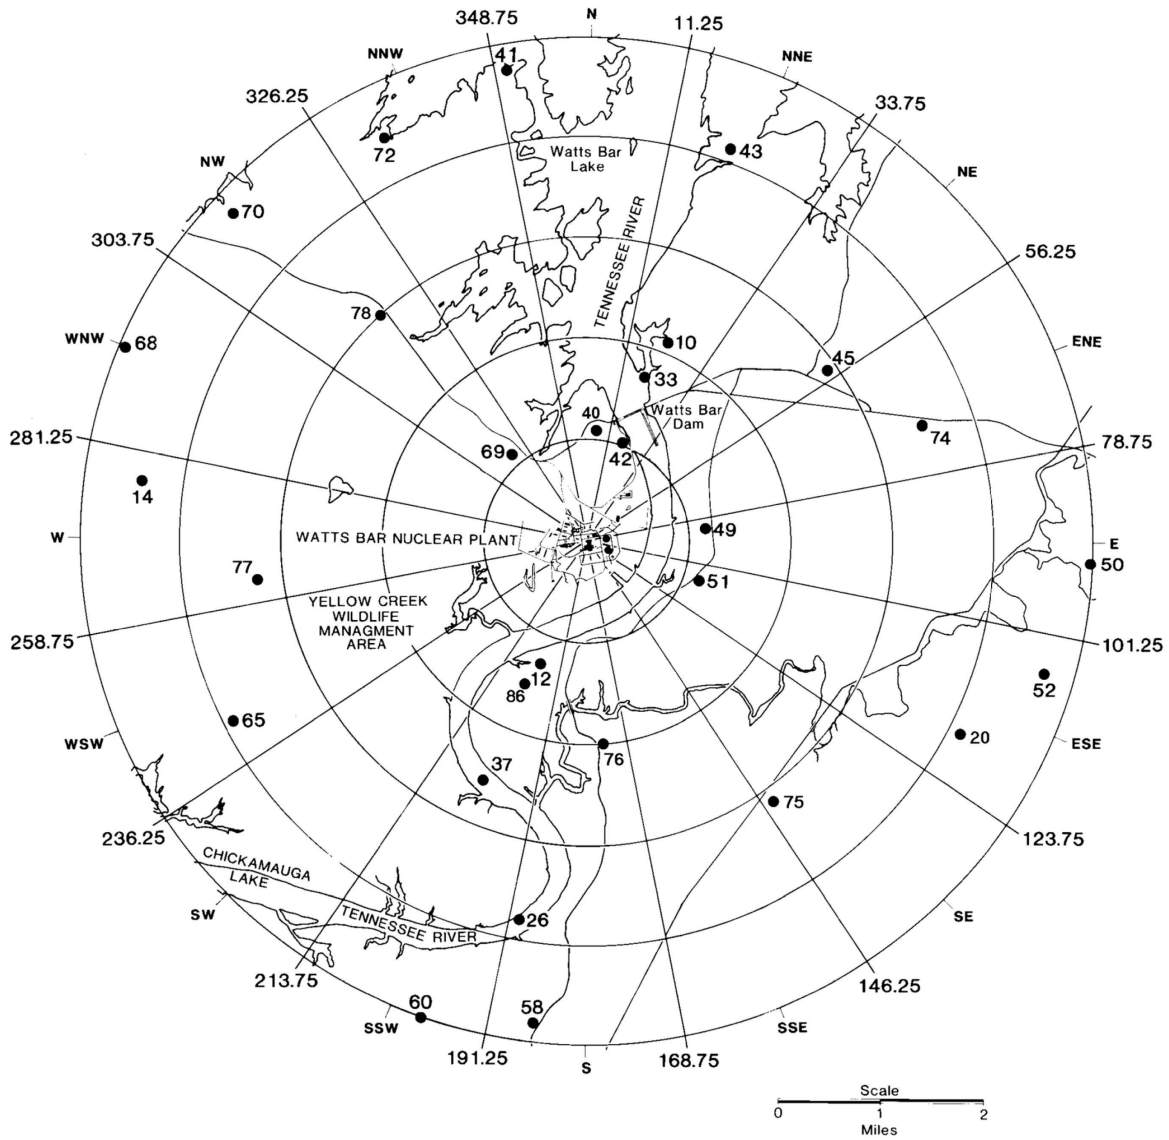 N
348.75
11.25
41
NNW
NNE
326.25
33.75
72
Watts Bar
Lake
43
NW
NE
70
TENNESSEE RIVER
303.75
56.25
78
WNW
68
10
ENE
45
33
40
Watts Bar
Dam
74
281.25
42
78.75
69
14
49
W
WATTS BAR NUCLEAR PLANT
E
50
77
51
YELLOW CREEK
WILDLIFE
MANAGMENT
AREA
258.75
101.25
12
52
86
65
WSW
20
ESE
76
37
75
236.25
123.75
CHICKAMAUGA
LAKE
SW
TENNESSEE RIVER
26
SE
213.75
146.25
60
58
SSW
SSE
191.25
168.75
S
Scale
0
1
2
Miles